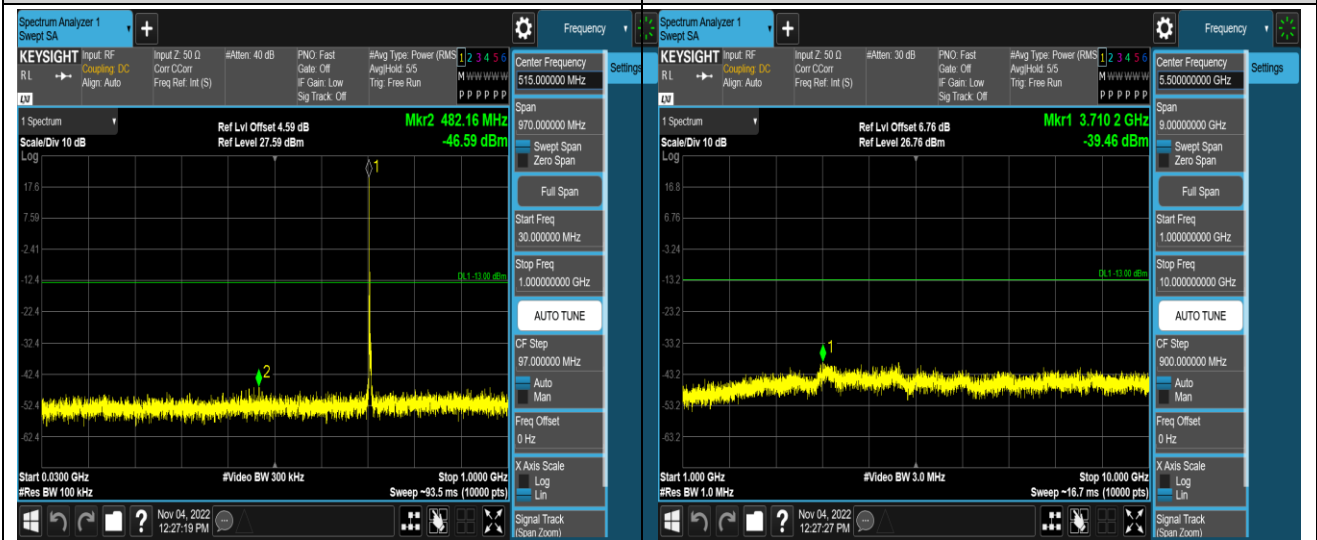 Spectrum Analyzer 1
Swept SA
Frequency
KEYSIGHT
Input: RF
Input Z: 50 Ω
#Atten: 40 dB
PNO: Fast
#Avg Type: Power (RMS
1 2 3 4 5 6
RL
Coupling: DC
Corr CCorr
Gate: Off
Avg|Hold: 5/5
M W W W W W
Align: Auto
Freq Ref: Int (S)
IF Gain: Low
Trig: Free Run
Sig Track: Off
P P P P P P
LXI
1 Spectrum
Ref Lvl Offset 4.59 dB
Mkr2 482.16 MHz
Scale/Div 10 dB
Ref Level 27.59 dBm
-46.59 dBm
Log
1
17.6
7.59
-2.41
DL1 -13.00 dBm
-12.4
-22.4
-32.4
-42.4
2
-52.4
-62.4
Start 0.0300 GHz
#Video BW 300 kHz
Stop 1.0000 GHz
#Res BW 100 kHz
Sweep ~93.5 ms (10000 pts)
Nov 04, 2022
12:27:19 PM
Center Frequency
515.000000 MHz
Settings
Span
970.000000 MHz
Swept Span
Zero Span
Full Span
Start Freq
30.000000 MHz
Stop Freq
1.000000000 GHz
AUTO TUNE
CF Step
97.000000 MHz
Auto
Man
Freq Offset
0 Hz
X Axis Scale
Log
Lin
Signal Track
(Span Zoom)
Spectrum Analyzer 1
Swept SA
Frequency
KEYSIGHT
Input: RF
Input Z: 50 Ω
#Atten: 30 dB
PNO: Fast
#Avg Type: Power (RMS
1 2 3 4 5 6
RL
Coupling: DC
Corr CCorr
Gate: Off
Avg|Hold: 5/5
M W W W W W
Align: Auto
Freq Ref: Int (S)
IF Gain: Low
Trig: Free Run
Sig Track: Off
P P P P P P
LXI
1 Spectrum
Ref Lvl Offset 6.76 dB
Mkr1 3.710 2 GHz
Scale/Div 10 dB
Ref Level 26.76 dBm
-39.46 dBm
Log
16.8
6.76
-3.24
DL1 -13.00 dBm
-13.2
-23.2
-33.2
1
-43.2
-53.2
-63.2
Start 1.000 GHz
#Video BW 3.0 MHz
Stop 10.000 GHz
#Res BW 1.0 MHz
Sweep ~16.7 ms (10000 pts)
Nov 04, 2022
12:27:27 PM
Center Frequency
5.500000000 GHz
Settings
Span
9.00000000 GHz
Swept Span
Zero Span
Full Span
Start Freq
1.000000000 GHz
Stop Freq
10.000000000 GHz
AUTO TUNE
CF Step
900.000000 MHz
Auto
Man
Freq Offset
0 Hz
X Axis Scale
Log
Lin
Signal Track
(Span Zoom)